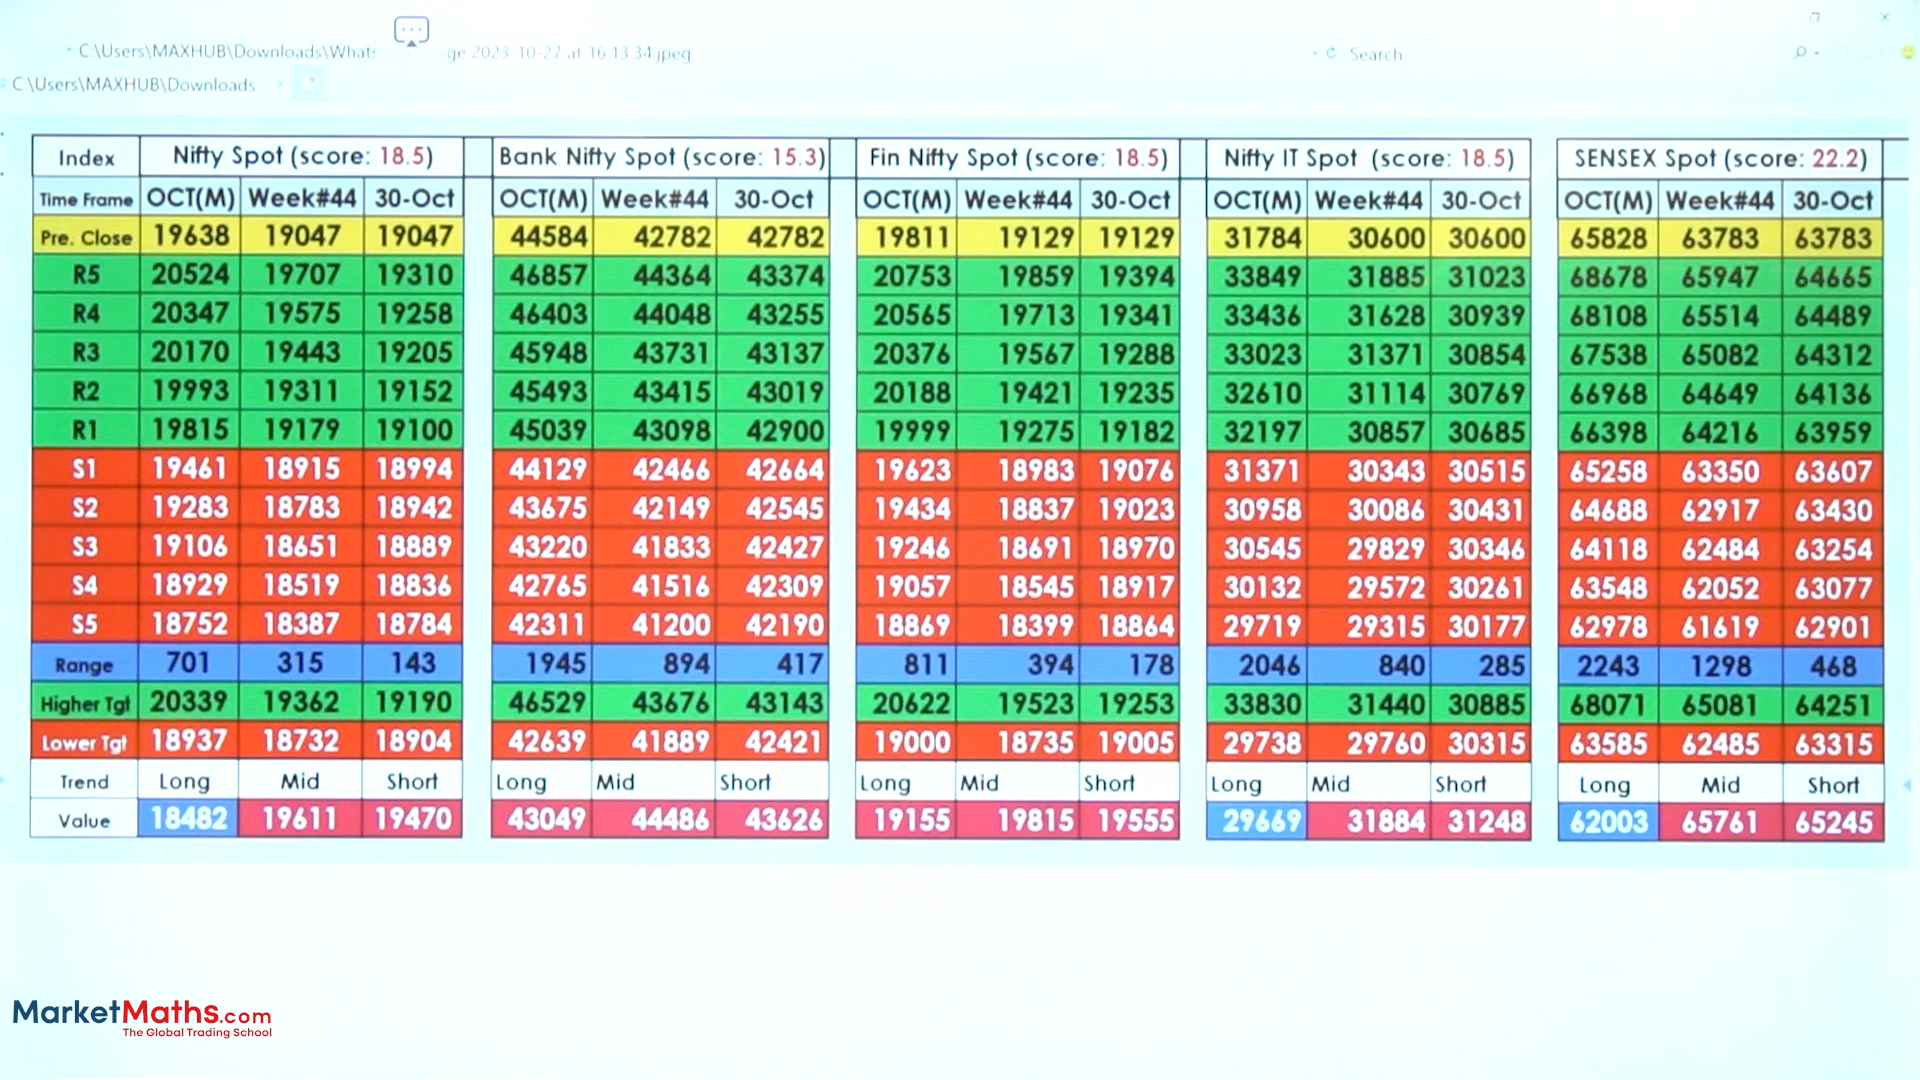 C:\Users\MAXHUB\Downloads\Whats ge 2023-10-27 at 16 13 34.jpeg
Search
C:\Users\MAXHUB\Downloads...
Index Nifty Spot (score: 18.5) Bank Nifty Spot (score: 15.3) Fin Nifty Spot (score: 18.5) Nifty IT Spot (score: 18.5) SENSEX Spot (score: 22.2)
Time Frame OCT(M) Week#44 30-Oct OCT(M) Week#44 30-Oct OCT(M) Week#44 30-Oct OCT(M) Week#44 30-Oct OCT(M) Week#44 30-Oct
Pre. Close 19638 19047 19047 44584 42782 42782 19811 19129 19129 31784 30600 30600 65828 63783 63783
R5 20524 19707 19310 46857 44364 43374 20753 19859 19394 33849 31885 31023 68678 65947 64665
R4 20347 19575 19258 46403 44048 43255 20565 19713 19341 33436 31628 30939 68108 65514 64489
R3 20170 19443 19205 45948 43731 43137 20376 19567 19288 33023 31371 30854 67538 65082 64312
R2 19993 19311 19152 45493 43415 43019 20188 19421 19235 32610 31114 30769 66968 64649 64136
R1 19815 19179 19100 45039 43098 42900 19999 19275 19182 32197 30857 30685 66398 64216 63959
S1 19461 18915 18994 44129 42466 42664 19623 18983 19076 31371 30343 30515 65258 63350 63607
S2 19283 18783 18942 43675 42149 42545 19434 18837 19023 30958 30086 30431 64688 62917 63430
S3 19106 18651 18889 43220 41833 42427 19246 18691 18970 30545 29829 30346 64118 62484 63254
S4 18929 18519 18836 42765 41516 42309 19057 18545 18917 30132 29572 30261 63548 62052 63077
S5 18752 18387 18784 42311 41200 42190 18869 18399 18864 29719 29315 30177 62978 61619 62901
Range 701 315 143 1945 894 417 811 394 178 2046 840 285 2243 1298 468
Higher Tgt 20339 19362 19190 46529 43676 43143 20622 19523 19253 33830 31440 30885 68071 65081 64251
Lower Tgt 18937 18732 18904 42639 41889 42421 19000 18735 19005 29738 29760 30315 63585 62485 63315
Trend Long Mid Short Long Mid Short Long Mid Short Long Mid Short Long Mid Short
Value 18482 19611 19470 43049 44486 43626 19155 19815 19555 29669 31884 31248 62003 65761 65245
MarketMaths.com
The Global Trading School